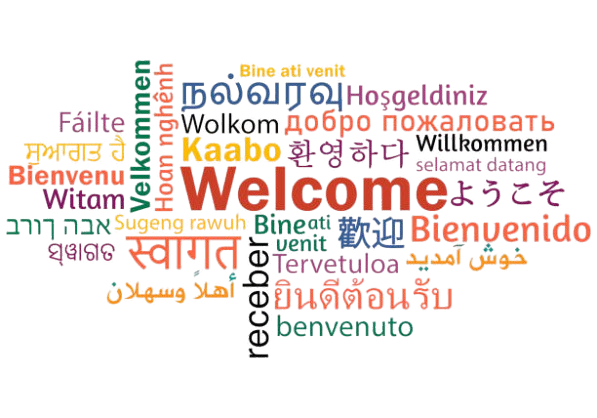 Bine ati venit
நல்வரவு
Hoşgeldiniz
Velkommen
Hoan nghênh
Fáilte
Wolkom
добро пожаловать
ਸੁਆਗਤ ਹੈ
Kaabo
환영하다
Willkommen
selamat datang
Bienvenu
Witam
Welcome
ようこそ
אבה ךורב
Sugeng rawuh
Bine ati
venit
歡迎
Bienvenido
ସ୍ୱାଗତ
स्वागत
receber
Tervetuloa
خوش آمدید
أهلاً وسهلان
ยินดีต้อนรับ
benvenuto